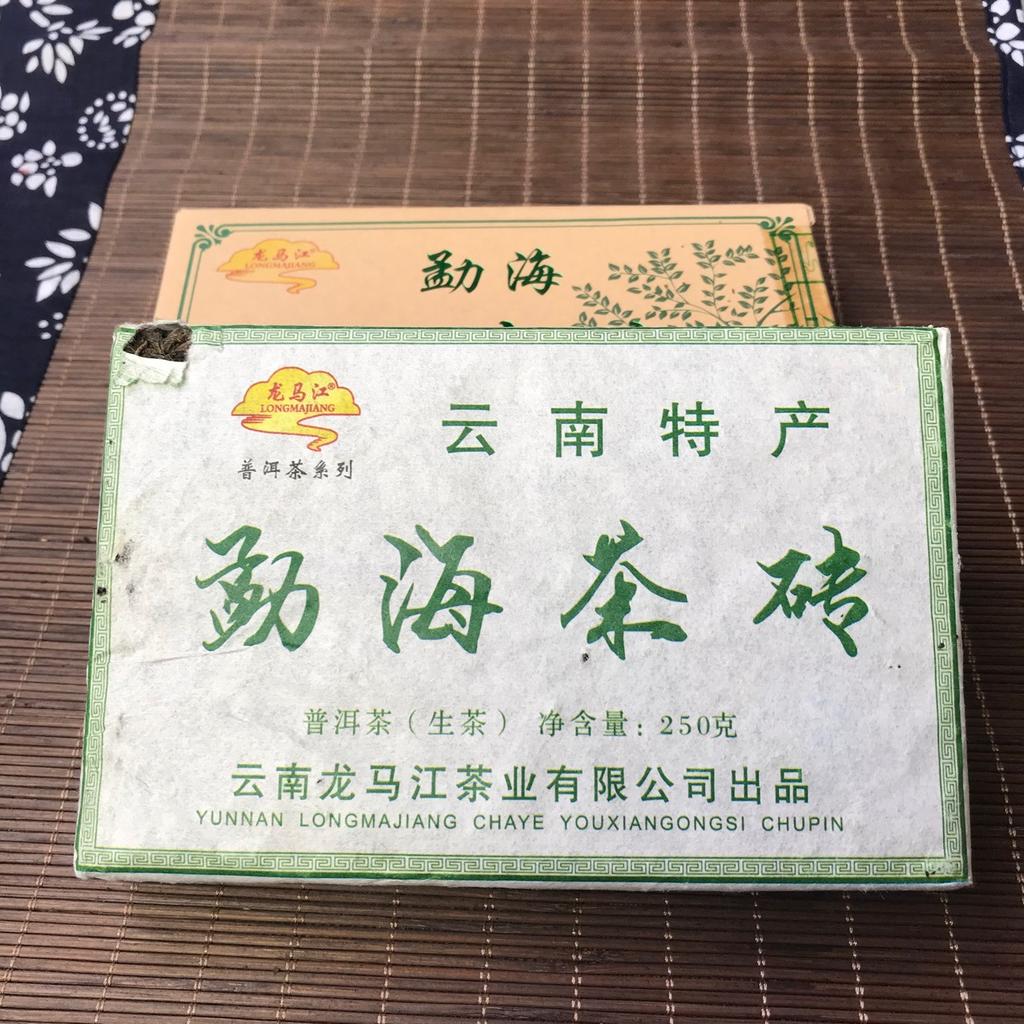 龙马江
LONGMAJIANG
勐海
龙马江®
LONGMAJIANG
普洱茶系列
云南特产
勐海茶砖
普洱茶（生茶） 净含量：250克
云南龙马江茶业有限公司出品
YUNNAN LONGMAJIANG CHAYE YOUXIANGONGSI CHUPIN